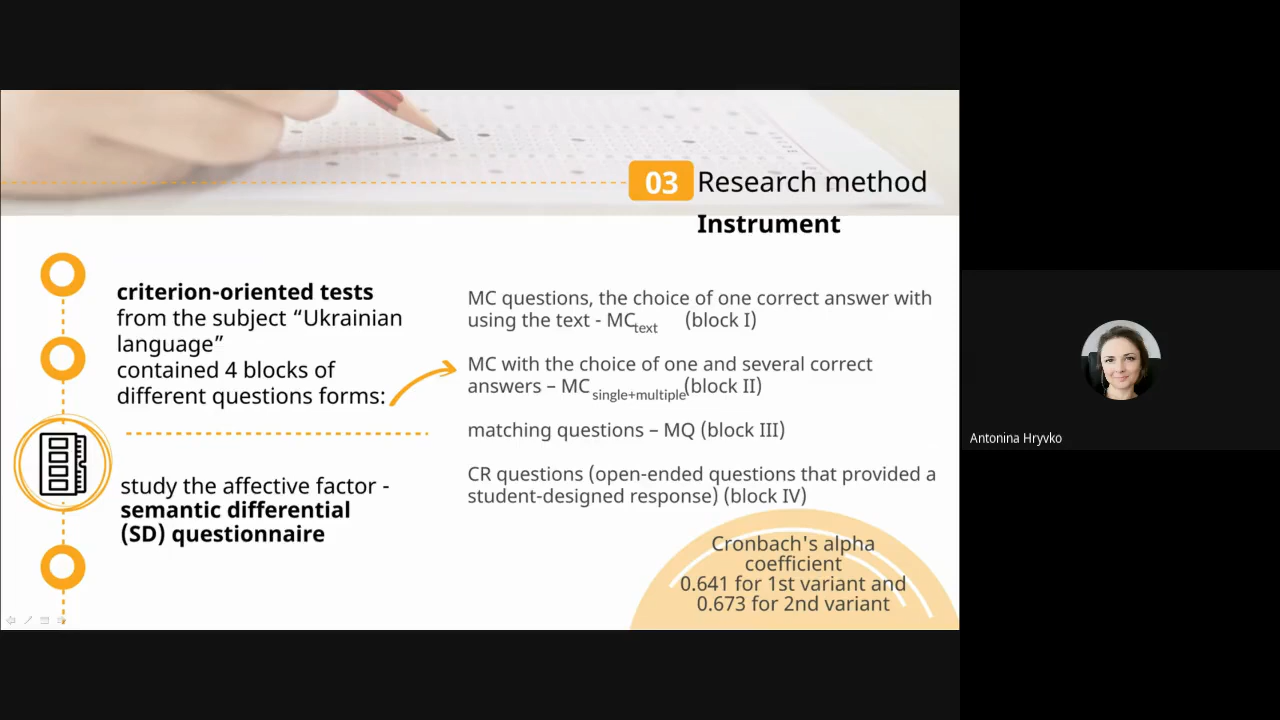 03 Research method
Instrument
criterion-oriented tests
from the subject “Ukrainian
language”
contained 4 blocks of
different questions forms:
study the affective factor -
semantic differential
(SD) questionnaire
MC questions, the choice of one correct answer with
using the text - MCtext (block I)
MC with the choice of one and several correct
answers – MC single+multiple(block II)
matching questions – MQ (block III)
CR questions (open-ended questions that provided a
student-designed response) (block IV)
Cronbach's alpha
coefficient
0.641 for 1st variant and
0.673 for 2nd variant
Antonina Hryvko